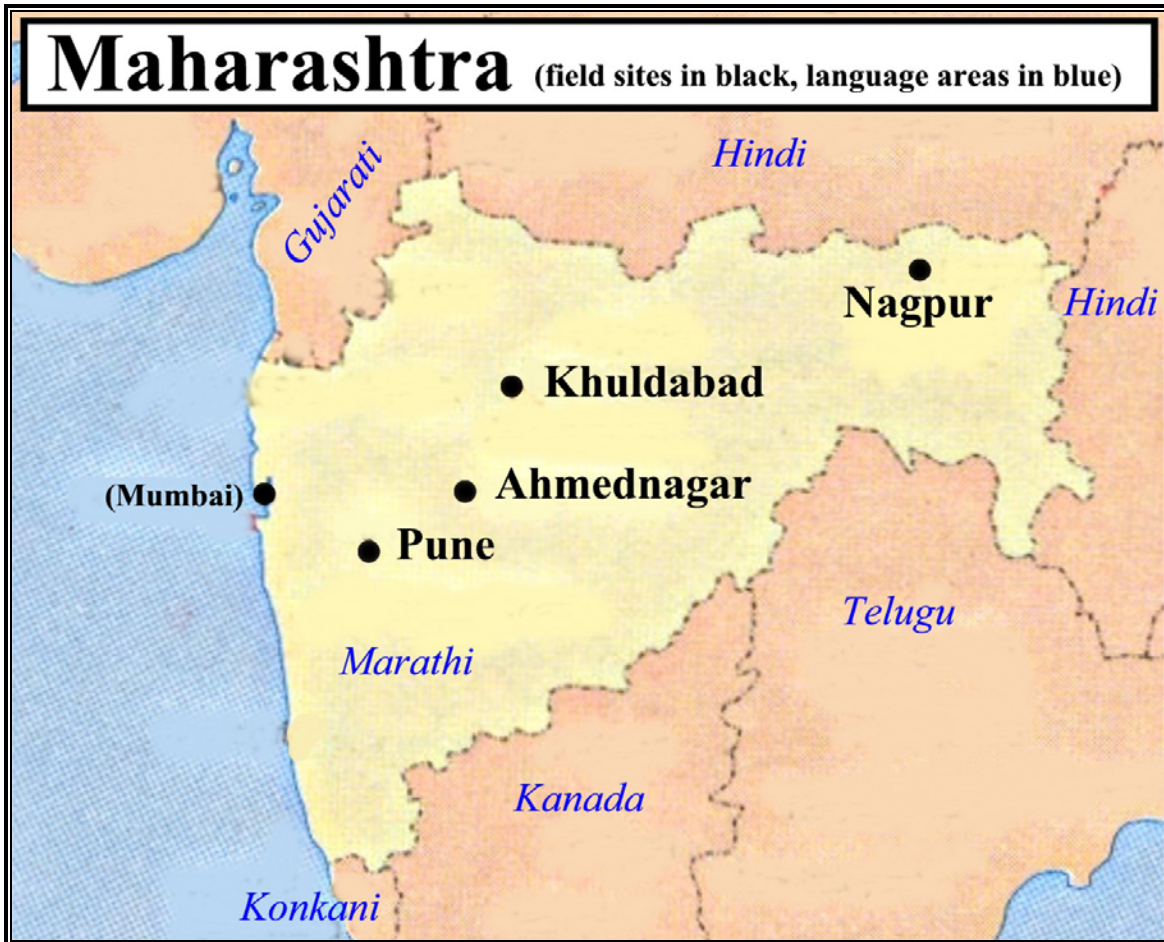 Maharashtra (field sites in black, language areas in blue)
Hindi
Gujarati
Hindi
Nagpur
Khuldabad
(Mumbai)
Ahmednagar
Pune
Telugu
Marathi
Kanada
Konkani